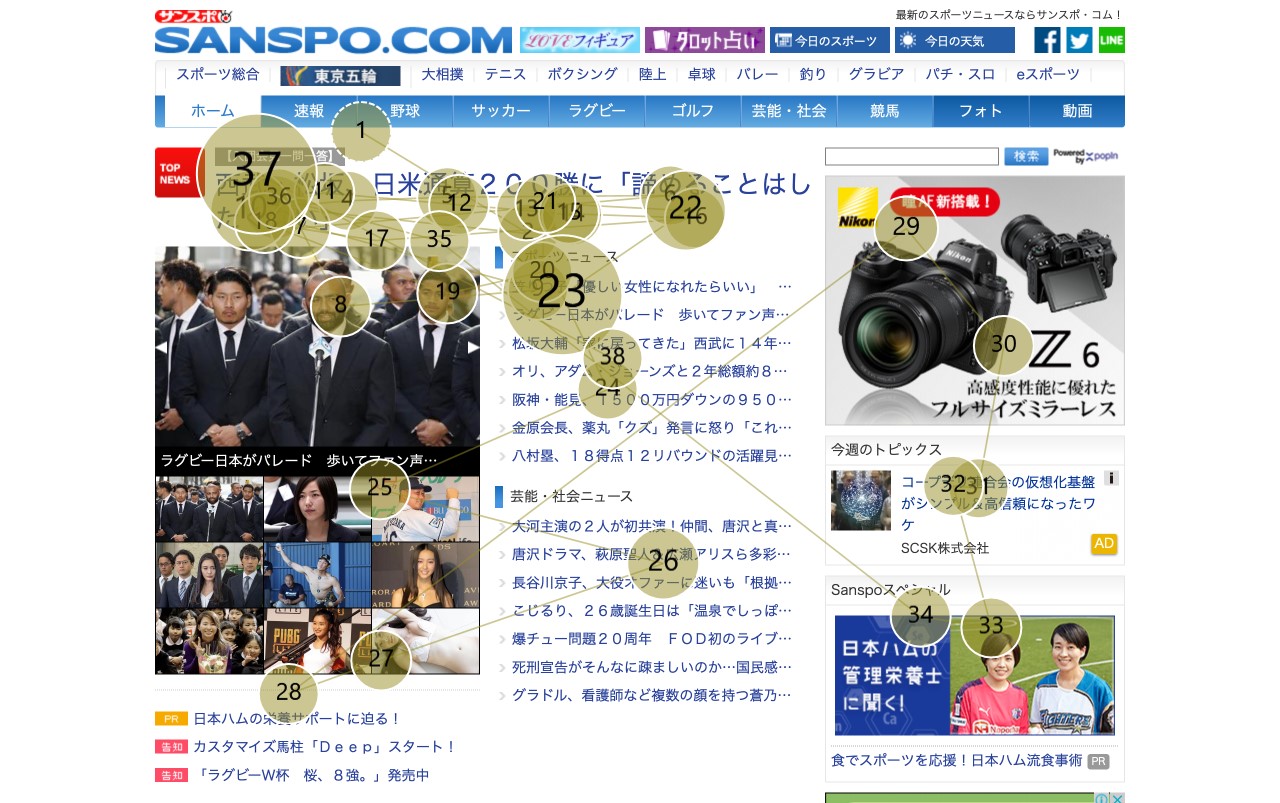 サンスポ
SANSPO.COM
最新のスポーツニュースならサンスポ・コム！
LOVEフィギュア
タロット占い
今日のスポーツ
今日の天気
LINE
スポーツ総合
東京五輪
大相撲
テニス
ボクシング
陸上
卓球
バレー
釣り
グラビア
パチ・スロ
eスポーツ
ホーム
速報
野球
サッカー
ラグビー
ゴルフ
芸能・社会
競馬
フォト
動画
1
TOP NEWS
日米通算２００勝に「諦めることはし
検索
Powered by popIn
37
36
11
4
12
21
22
18
7
17
35
8
19
20
9
23
38
24
25
26
27
28
29
30
32
31
34
33
スポーツニュース
優しい女性になれたらいい」 …
ラグビー日本がパレード 歩いてファン声…
松坂大輔「家に戻ってきた」西武に１４年…
オリ、アダム・ジョーンズと２年総額約８…
阪神・能見、１５００万円ダウンの９５０…
金原会長、薬丸「クズ」発言に怒り「これ…
八村塁、１８得点１２リバウンドの活躍見…
ラグビー日本がパレード 歩いてファン声…
芸能・社会ニュース
大河主演の２人が初共演！仲間、唐沢と真…
唐沢ドラマ、萩原聖人、広瀬アリスら多彩…
長谷川京子、大役オファーに迷いも「根拠…
こじるり、２６歳誕生日は「温泉でしっぽ…
爆チュー問題２０周年 ＦＯＤ初のライブ…
死刑宣告がそんなに疎ましいのか…国民感…
グラドル、看護師など複数の顔を持つ蒼乃…
PR 日本ハムの栄養サポートに迫る！
告知 カスタマイズ馬柱「Ｄｅｅｐ」スタート！
告知 「ラグビーW杯 桜、８強。」発売中
Nikon
瞳AF新搭載！
Z 6
高感度性能に優れた
フルサイズミラーレス
今週のトピックス
の仮想化基盤
がシンプル＆高信頼になったワ
ケ
SCSK株式会社
AD
Sanspoスペシャル
日本ハムの
管理栄養士
に聞く！
食でスポーツを応援！日本ハム流食事術 PR